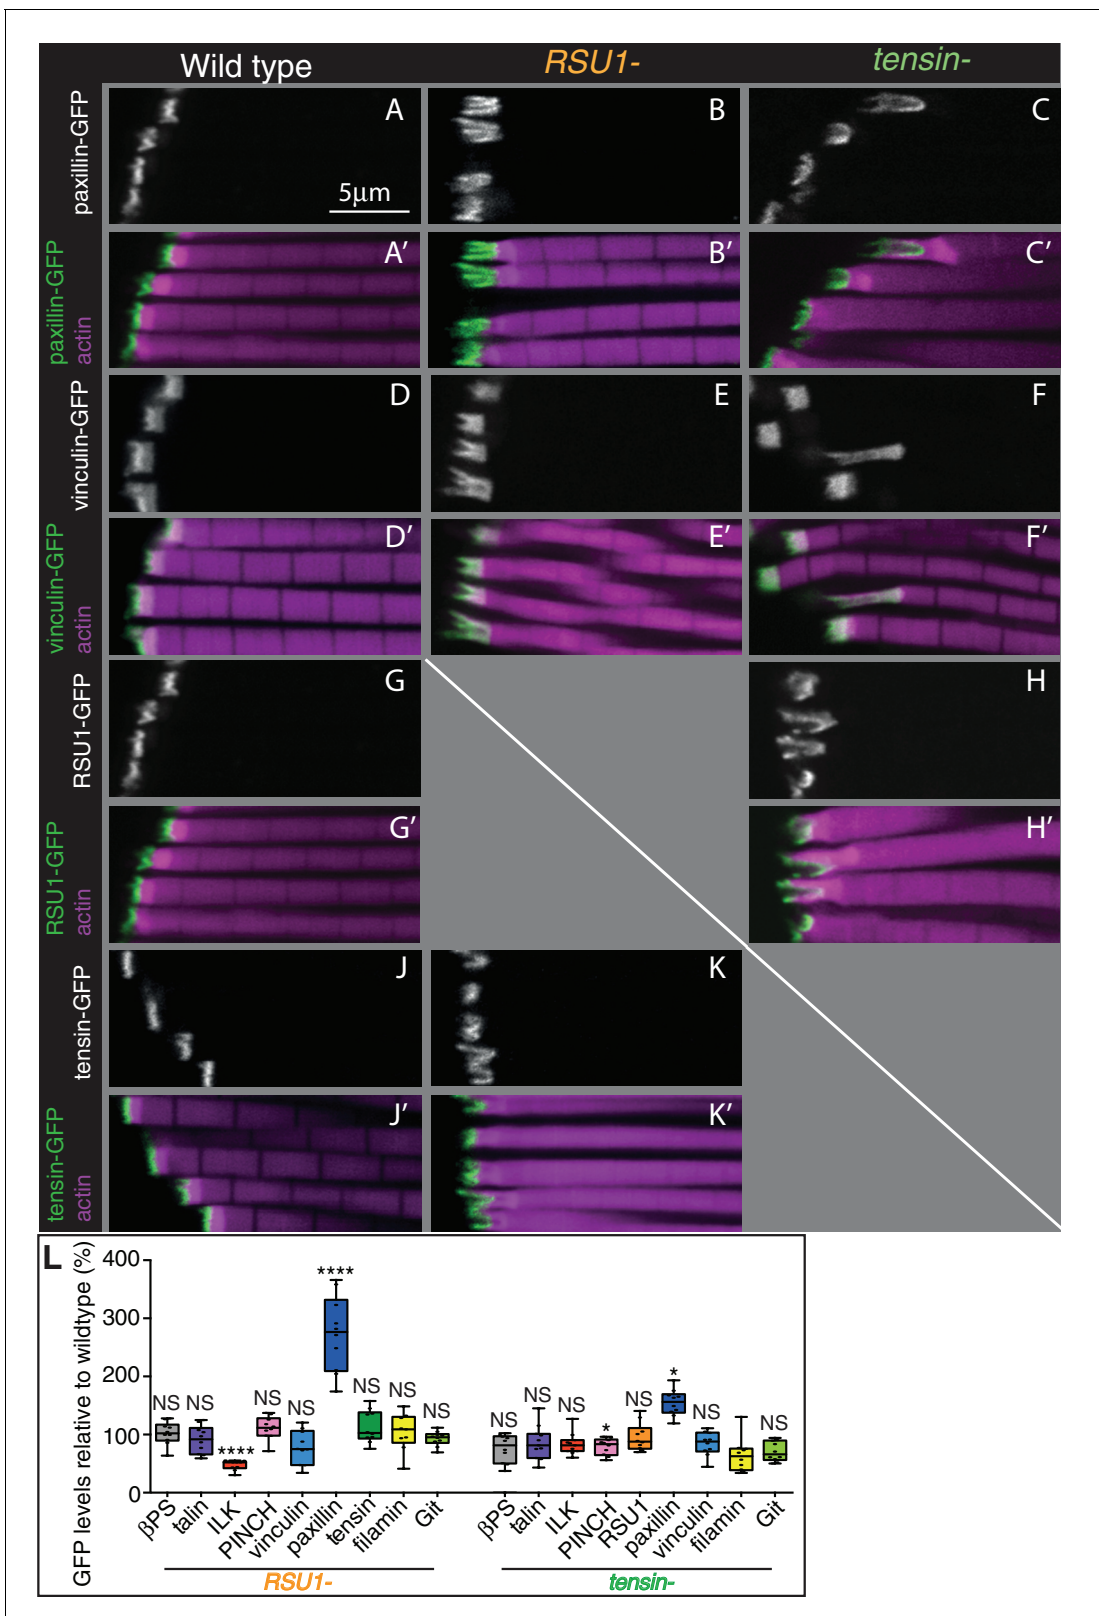 Wild type
RSU1-
tensin-
paxillin-GFP
A
5µm
B
C
paxillin-GFP
actin
A′
B′
C′
vinculin-GFP
D
E
F
vinculin-GFP
actin
D′
E′
F′
RSU1-GFP
G
H
RSU1-GFP
actin
G′
H′
tensin-GFP
J
K
tensin-GFP
actin
J′
K′
L
GFP levels relative to wildtype (%)
400
300
200
100
0
NS
NS
****
NS
NS
****
NS
NS
NS
NS
NS
NS
*
NS
*
NS
NS
βPS
talin
ILK
PINCH
vinculin
paxillin
tensin
filamin
Git
βPS
talin
ILK
PINCH
RSU1
paxillin
vinculin
filamin
Git
RSU1-
tensin-